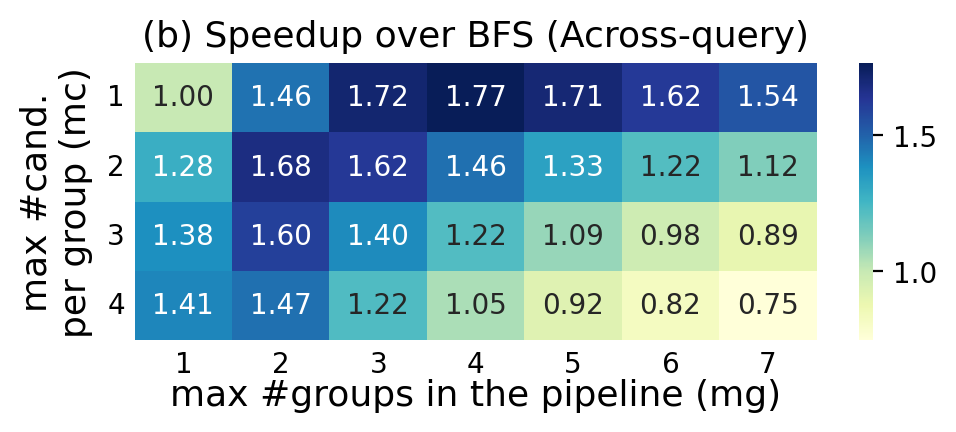 (b) Speedup over BFS (Across-query)
max #cand.
per group (mc)
1 1.00 1.46 1.72 1.77 1.71 1.62 1.54
2 1.28 1.68 1.62 1.46 1.33 1.22 1.12
3 1.38 1.60 1.40 1.22 1.09 0.98 0.89
4 1.41 1.47 1.22 1.05 0.92 0.82 0.75
1 2 3 4 5 6 7
max #groups in the pipeline (mg)
1.5
1.0